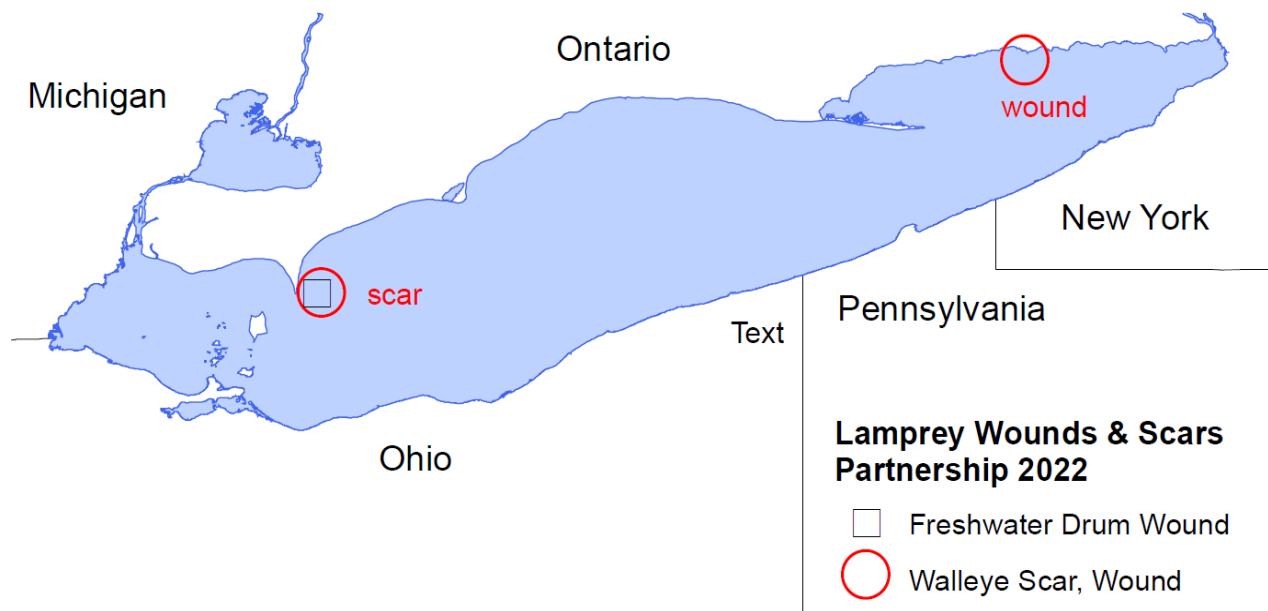 Ontario
Michigan
wound
New York
scar
Pennsylvania
Text
Ohio
Lamprey Wounds & Scars
Partnership 2022
Freshwater Drum Wound
Walleye Scar, Wound